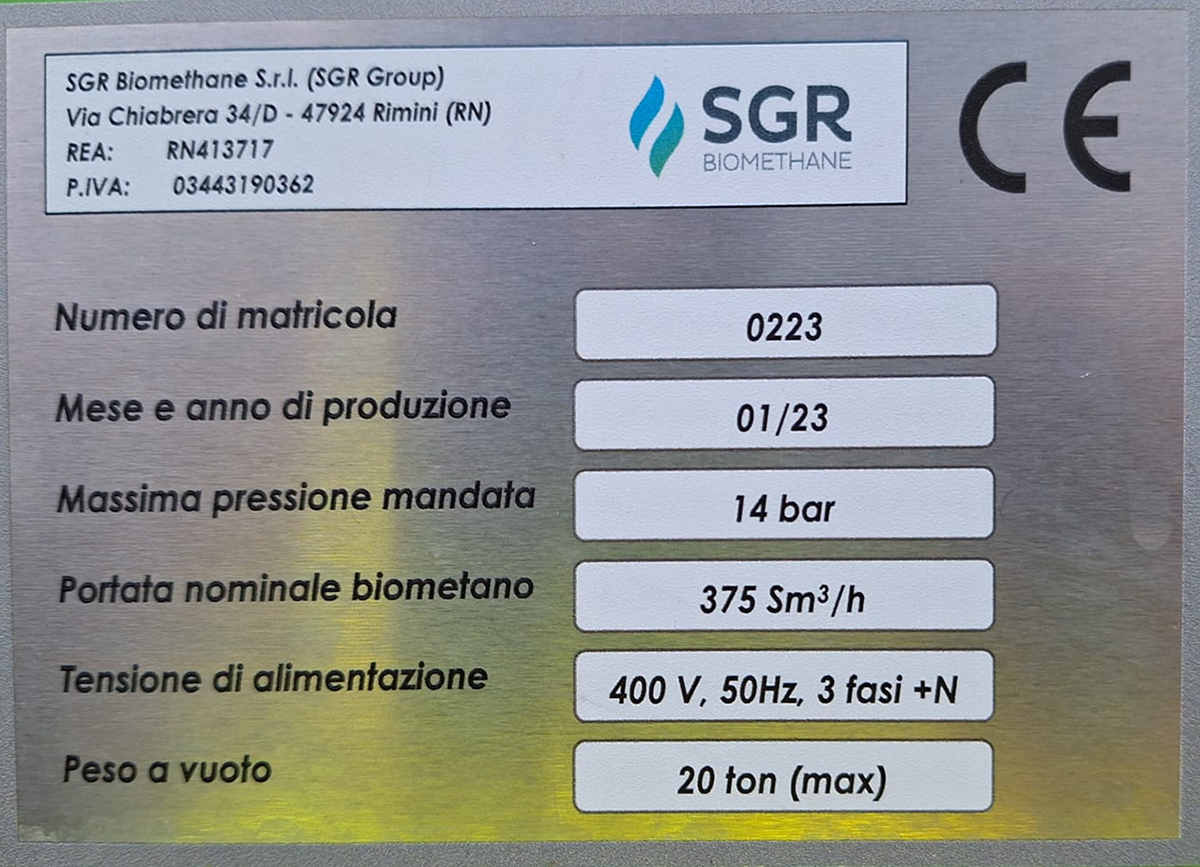 SGR Biomethane S.r.l. (SGR Group)
Via Chiabrera 34/D - 47924 Rimini (RN)
REA: RN413717
P.IVA: 03443190362
SGR
BIOMETHANE
CE
Numero di matricola 0223
Mese e anno di produzione 01/23
Massima pressione mandata 14 bar
Portata nominale biometano 375 Sm³/h
Tensione di alimentazione 400 V, 50Hz, 3 fasi +N
Peso a vuoto 20 ton (max)